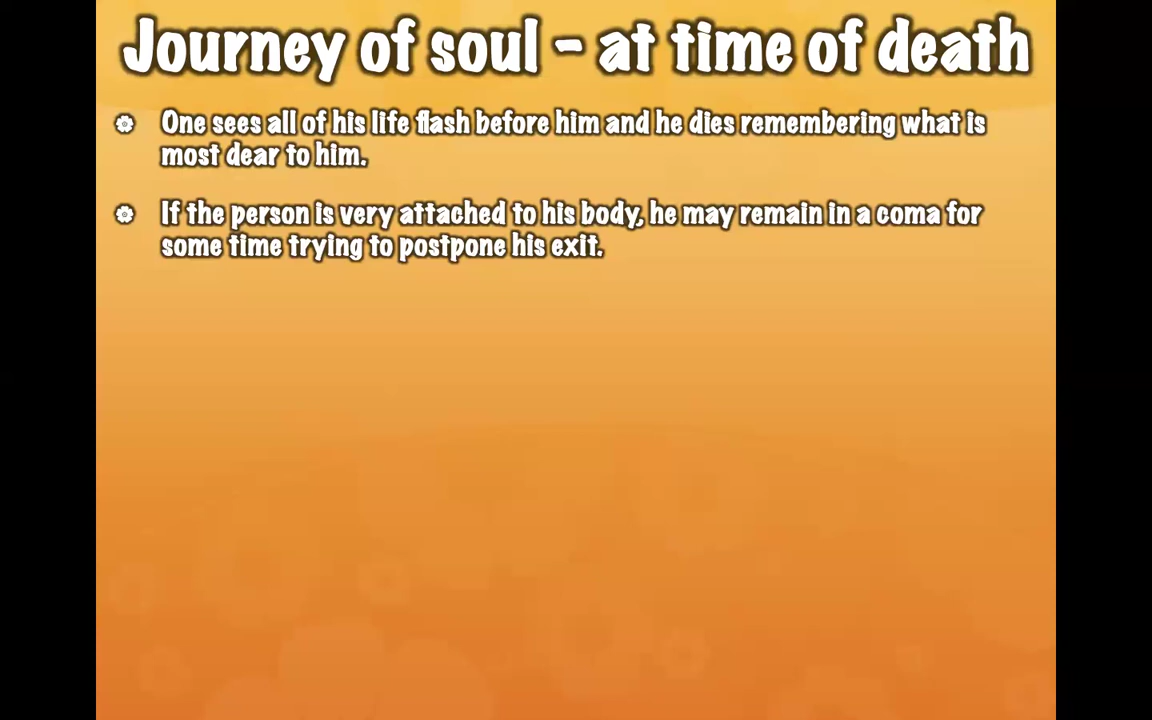 Journey of soul - at time of death
One sees all of his life flash before him and he dies remembering what is
most dear to him.
If the person is very attached to his body, he may remain in a coma for
some time trying to postpone his exit.